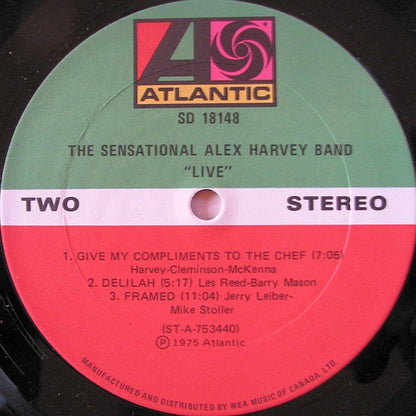 ATLANTIC
SD 18148
THE SENSATIONAL ALEX HARVEY BAND
"LIVE"
TWO STEREO
1. GIVE MY COMPLIMENTS TO THE CHEF (7:05)
Harvey-Cleminson-McKenna
2. DELILAH (5:17) Les Reed-Barry Mason
3. FRAMED (11:04) Jerry Leiber-
Mike Stoller
(ST-A-753440)
℗ 1975 Atlantic
MANUFACTURED AND DISTRIBUTED BY WEA MUSIC OF CANADA, LTD.